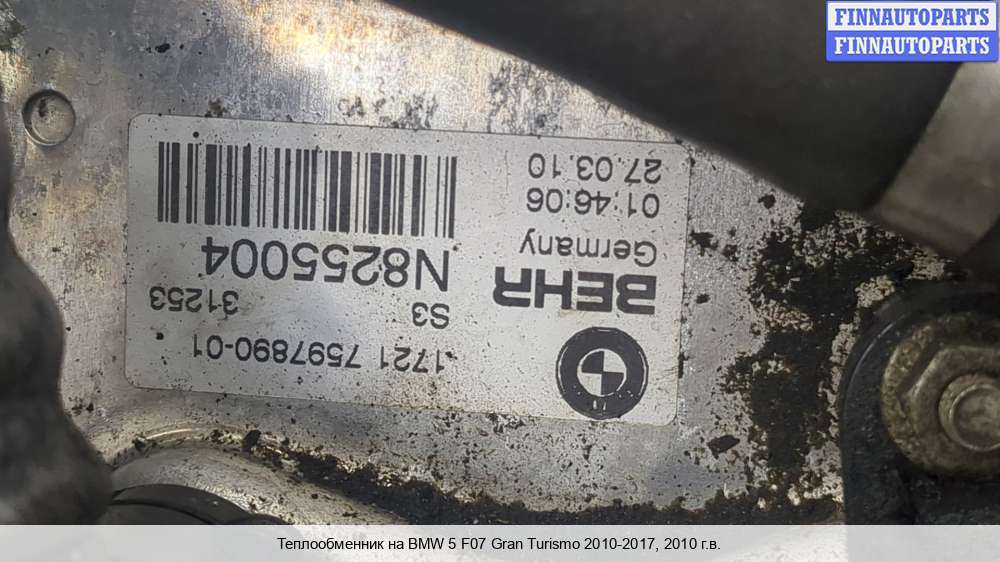 FINNAUTOPARTS
FINNAUTOPARTS
1721 7597890-01
S3 31253
N8255004
BEHR
Germany
01:46:06
27.03.10
Теплообменник на BMW 5 F07 Gran Turismo 2010-2017, 2010 г.в.